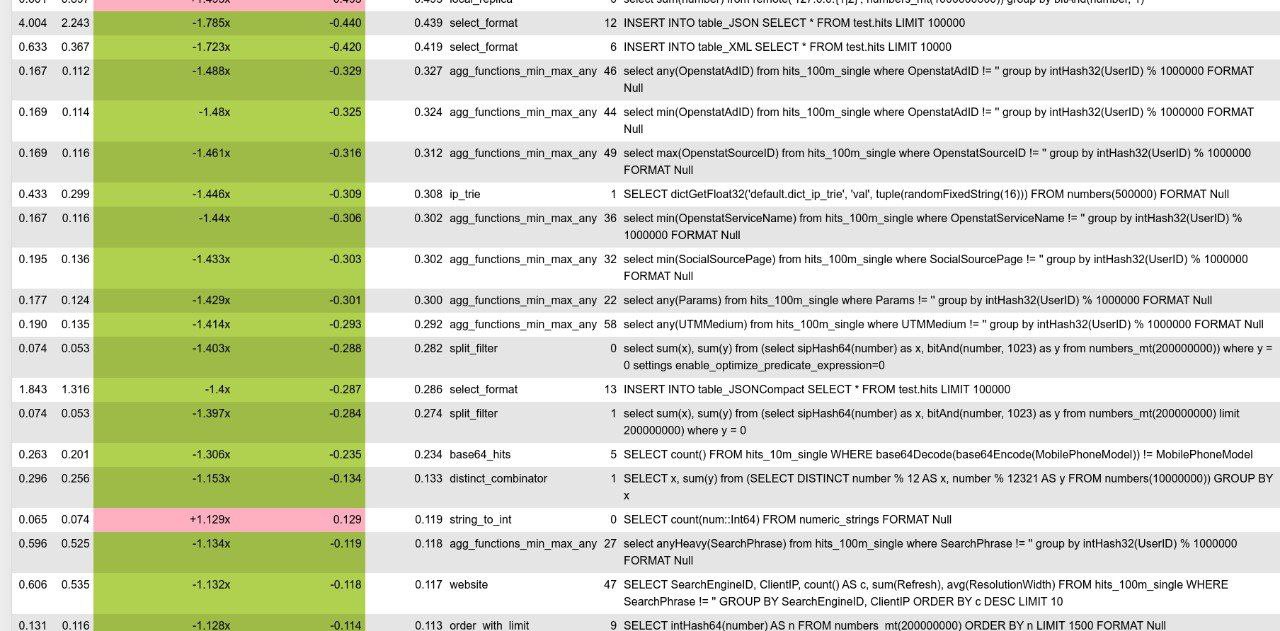 4.004 2.243 -1.785x -0.440 0.439 select_format 12 INSERT INTO table_JSON SELECT * FROM test.hits LIMIT 100000
0.633 0.367 -1.723x -0.420 0.419 select_format 6 INSERT INTO table_XML SELECT * FROM test.hits LIMIT 10000
0.167 0.112 -1.488x -0.329 0.327 agg_functions_min_max_any 46 select any(OpenstatAdID) from hits_100m_single where OpenstatAdID != '' group by intHash32(UserID) % 1000000 FORMAT
Null
0.169 0.114 -1.48x -0.325 0.324 agg_functions_min_max_any 44 select min(OpenstatAdID) from hits_100m_single where OpenstatAdID != '' group by intHash32(UserID) % 1000000 FORMAT
Null
0.169 0.116 -1.461x -0.316 0.312 agg_functions_min_max_any 49 select max(OpenstatSourceID) from hits_100m_single where OpenstatSourceID != '' group by intHash32(UserID) % 1000000
FORMAT Null
0.433 0.299 -1.446x -0.309 0.308 ip_trie 1 SELECT dictGetFloat32('default.dict_ip_trie', 'val', tuple(randomFixedString(16))) FROM numbers(500000) FORMAT Null
0.167 0.116 -1.44x -0.306 0.302 agg_functions_min_max_any 36 select min(OpenstatServiceName) from hits_100m_single where OpenstatServiceName != '' group by intHash32(UserID) %
1000000 FORMAT Null
0.195 0.136 -1.433x -0.303 0.302 agg_functions_min_max_any 32 select min(SocialSourcePage) from hits_100m_single where SocialSourcePage != '' group by intHash32(UserID) % 1000000
FORMAT Null
0.177 0.124 -1.429x -0.301 0.300 agg_functions_min_max_any 22 select any(Params) from hits_100m_single where Params != '' group by intHash32(UserID) % 1000000 FORMAT Null
0.190 0.135 -1.414x -0.293 0.292 agg_functions_min_max_any 58 select any(UTMMedium) from hits_100m_single where UTMMedium != '' group by intHash32(UserID) % 1000000 FORMAT Null
0.074 0.053 -1.403x -0.288 0.282 split_filter 0 select sum(x), sum(y) from (select sipHash64(number) as x, bitAnd(number, 1023) as y from numbers_mt(200000000)) where y =
0 settings enable_optimize_predicate_expression=0
1.843 1.316 -1.4x -0.287 0.286 select_format 13 INSERT INTO table_JSONCompact SELECT * FROM test.hits LIMIT 100000
0.074 0.053 -1.397x -0.284 0.274 split_filter 1 select sum(x), sum(y) from (select sipHash64(number) as x, bitAnd(number, 1023) as y from numbers_mt(200000000) limit
200000000) where y = 0
0.263 0.201 -1.306x -0.235 0.234 base64_hits 5 SELECT count() FROM hits_10m_single WHERE base64Decode(base64Encode(MobilePhoneModel)) != MobilePhoneModel
0.296 0.256 -1.153x -0.134 0.133 distinct_combinator 1 SELECT x, sum(y) from (SELECT DISTINCT number % 12 AS x, number % 12321 AS y FROM numbers(10000000)) GROUP BY
x
0.065 0.074 +1.129x 0.129 0.119 string_to_int 0 SELECT count(num::Int64) FROM numeric_strings FORMAT Null
0.596 0.525 -1.134x -0.119 0.118 agg_functions_min_max_any 27 select anyHeavy(SearchPhrase) from hits_100m_single where SearchPhrase != '' group by intHash32(UserID) % 1000000
FORMAT Null
0.606 0.535 -1.132x -0.118 0.117 website 47 SELECT SearchEngineID, ClientIP, count() AS c, sum(Refresh), avg(ResolutionWidth) FROM hits_100m_single WHERE
SearchPhrase != '' GROUP BY SearchEngineID, ClientIP ORDER BY c DESC LIMIT 10
0.131 0.116 -1.128x -0.114 0.113 order_with_limit 9 SELECT intHash64(number) AS n FROM numbers_mt(200000000) ORDER BY n LIMIT 1500 FORMAT Null